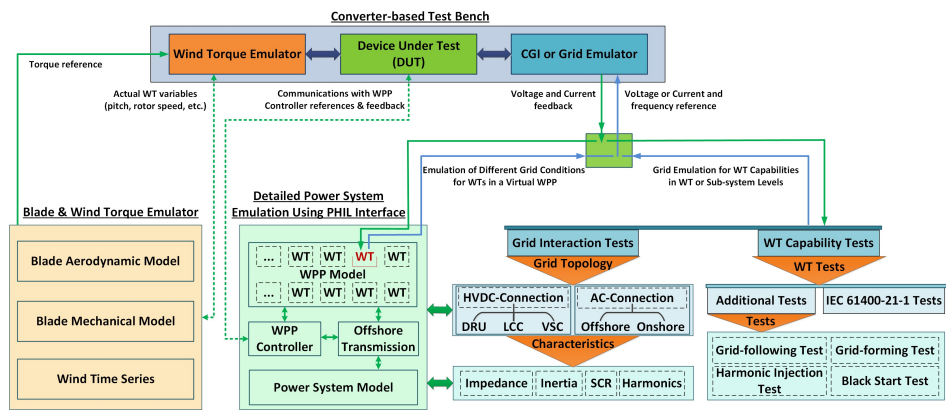 Converter-based Test Bench
Wind Torque Emulator
Device Under Test
(DUT)
CGI or Grid Emulator
Torque reference
Actual WT variables
(pitch, rotor speed, etc.)
Communications with WPP
Controller references & feedback
Voltage and Current
feedback
VoLtage or Current and
frequency reference
Emulation of Different Grid Conditions
for WTs in a Virtual WPP
Grid Emulation for WT Capabilities
in WT or Sub-system Levels
Blade & Wind Torque Emulator
Blade Aerodynamic Model
Blade Mechanical Model
Wind Time Series
Detailed Power System
Emulation Using PHIL Interface
... WT WT WT WT
WPP Model
... WT WT WT WT
WPP
Controller
Offshore
Transmission
Power System Model
Grid Interaction Tests
Grid Topology
HVDC-Connection
DRU LCC VSC
AC-Connection
Offshore Onshore
Characteristics
Impedance Inertia SCR Harmonics
WT Capability Tests
WT Tests
Additional Tests
IEC 61400-21-1 Tests
Tests
Grid-following Test
Grid-forming Test
Harmonic Injection
Test
Black Start Test